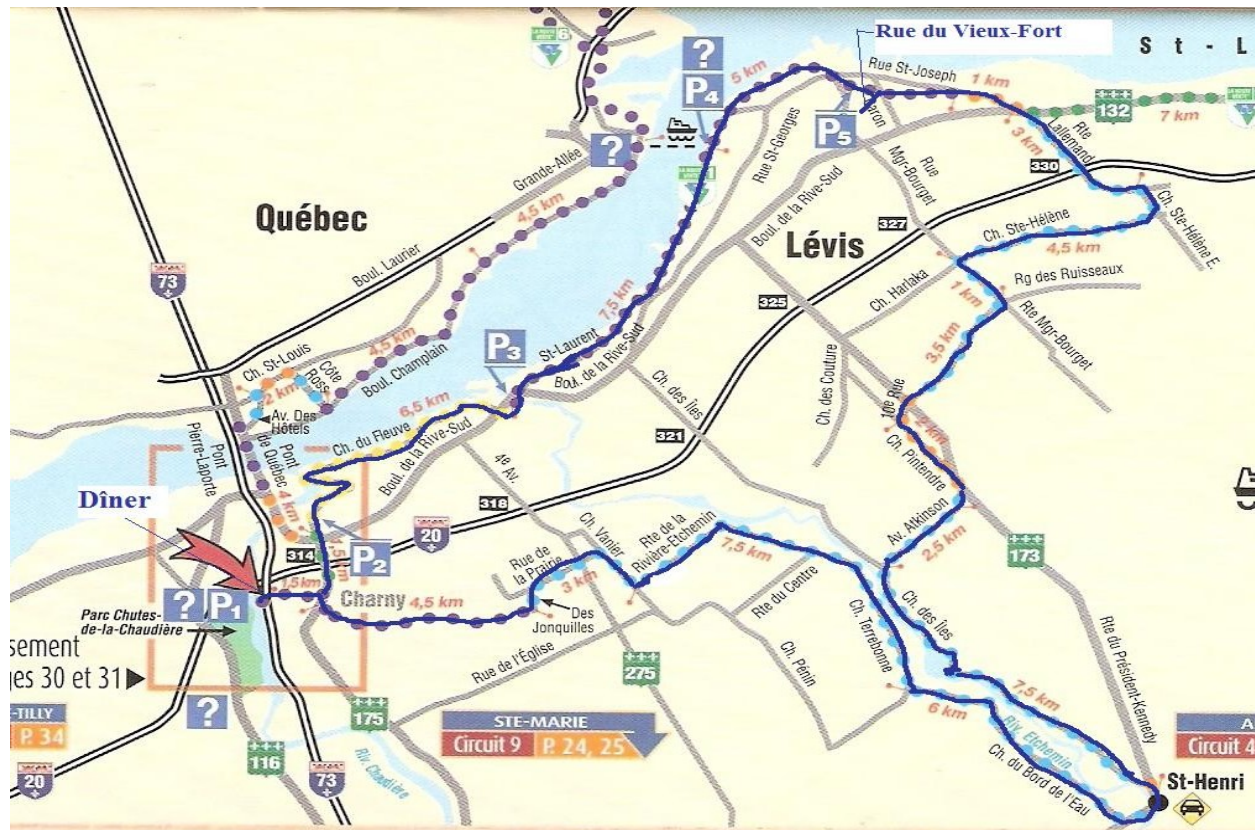 Rue du Vieux-Fort
St-L
6
?
P4
5 km
Rue St-Joseph
1 km
132
7 km
P5
3 km
Rte
Lallemand
?
Grande-Allée
Rue St-Georges
Rue
Mgr-Bourget
330
Québec
4,5 km
Boul. de la Rive-Sud
327
Lévis
Ch. Ste-Hélène
4,5 km
Ch. Ste-Hélène E.
Boul. Laurier
73
Ch. Harlaka
Rg des Ruisseaux
1 km
325
7,5 km
Rte Mgr-Bourget
P3
St-Laurent
Boul. de la Rive-Sud
3,5 km
Ch. St-Louis
Côte
Ross
4,5 km
Boul. Champlain
2 km
Av. Des
Hôtels
Ch. des Îles
Ch. des Couture
10e Rue
2 km
Ch. Pintendre
6,5 km
Ch. du Fleuve
Boul. de la Rive-Sud
321
Pont
Pierre-Laporte
Pont
de Québec
4 km
4e Av.
318
Dîner
20
314
1,5 km
P2
Ch. Vanier
Rte de la
Rivière-Etchemin
7,5 km
Av. Atkinson
2,5 km
173
Rue de
la Prairie
3 km
1,5 km
? P1
Charny
4,5 km
Des
Jonquilles
Rte du Centre
Parc Chutes-
de-la-Chaudière
Ch. Terrebonne
Ch. des Îles
Rte du Président-Kennedy
sement
es 30 et 31
Rue de l'Église
Ch. Pénin
275
7,5 km
6 km
Riv. Etchemin
-TILLY
P. 34
?
175
STE-MARIE
Circuit 9 P. 24, 25
A
Circuit 4
116
Riv. Chaudière
Ch. du Bord de l'Eau
St-Henri
20
73